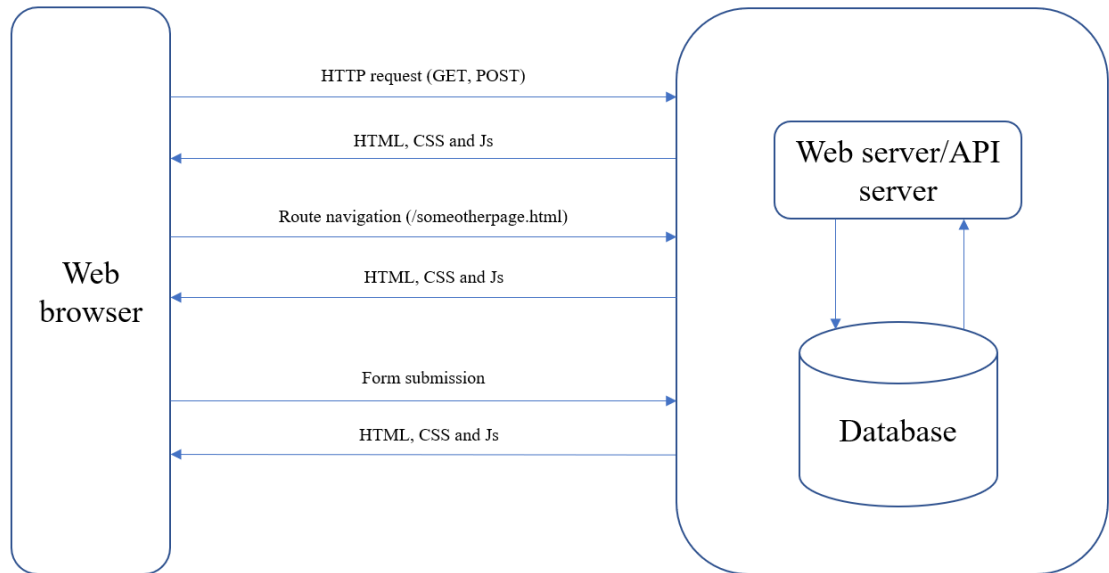 HTTP request (GET, POST)
HTML, CSS and Js
Route navigation (/someotherpage.html)
HTML, CSS and Js
Form submission
HTML, CSS and Js
Web
browser
Web server/API
server
Database